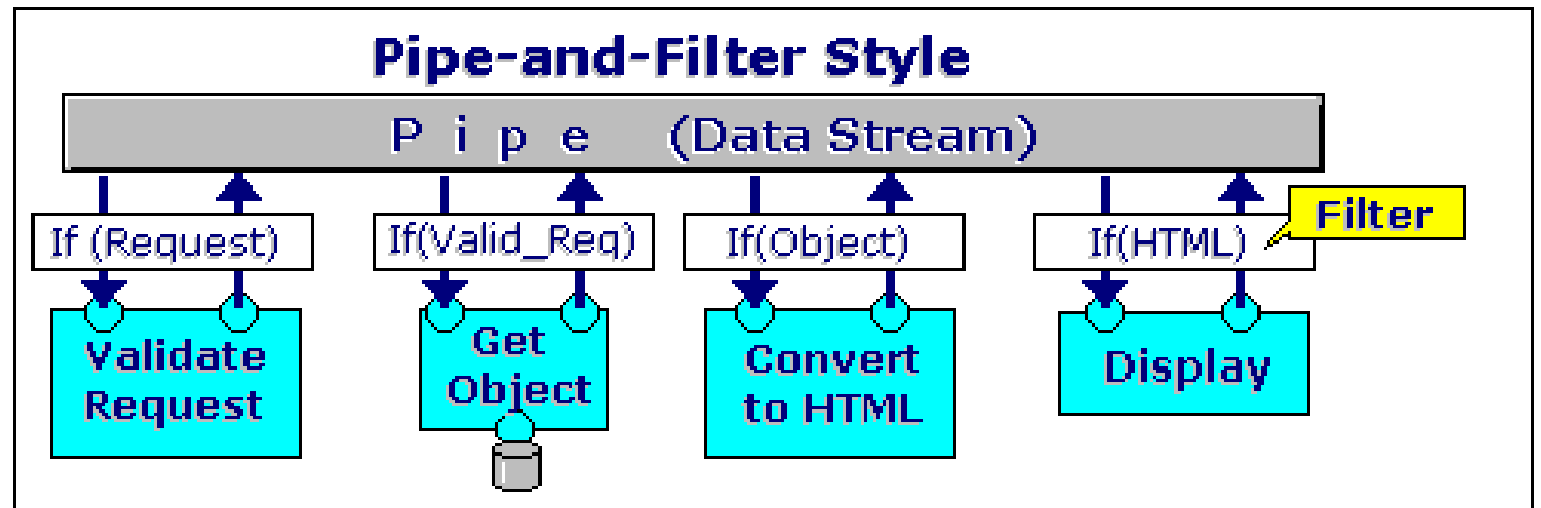 Pipe-and-Filter Style
P i p e (Data Stream)
If (Request)
If(Valid_Req)
If(Object)
If(HTML)
Filter
Validate
Request
Get
Object
Convert
to HTML
Display